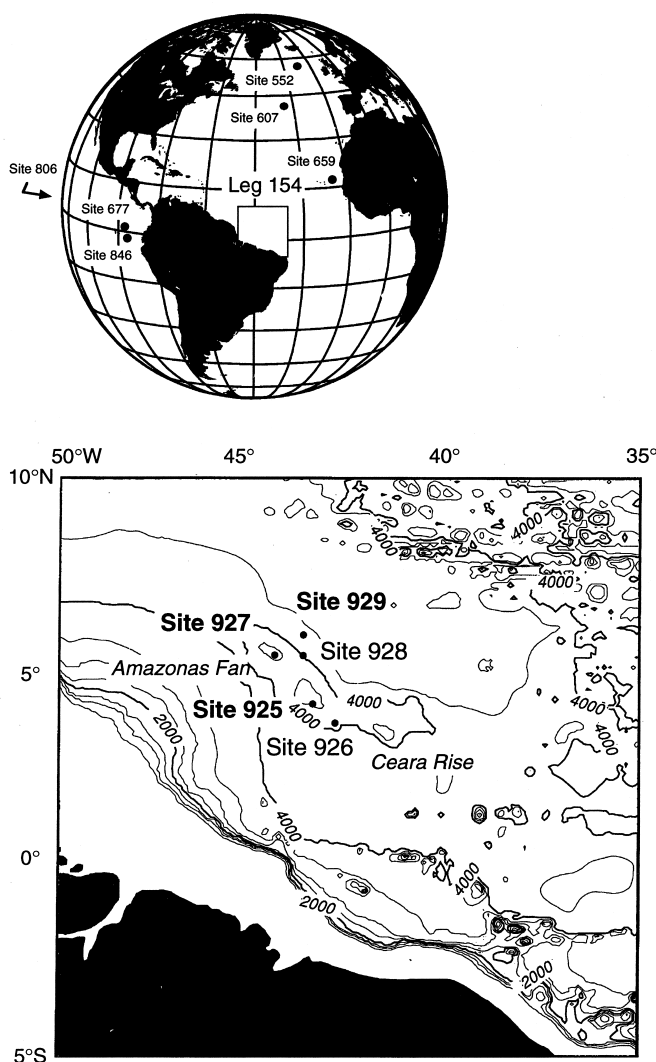 Site 552
Site 607
Site 806
Site 659
Leg 154
Site 677
Site 846
50°W 45° 40° 35°
10°N
4000
4000
4000
4000
Site 929
Site 927
Site 928
5°
Amazonas Fan
4000
Site 925
4000
4000
2000
Site 926
Ceara Rise
4000
0°
4000
2000
2000
5°S